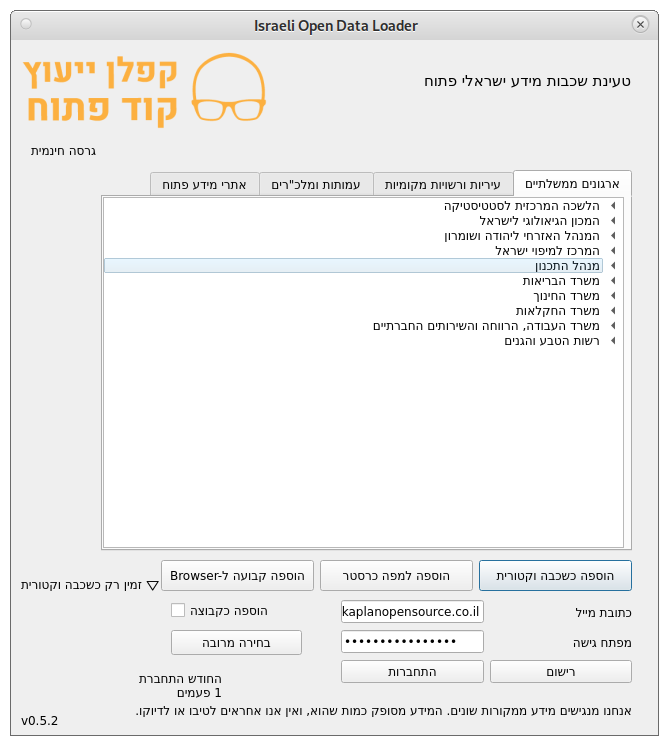 Israeli Open Data Loader
קפלן ייעוץ
קוד פתוח
טעינת שכבות מידע ישראלי פתוח
גרסה חינמית
ארגונים ממשלתיים
עיריות ורשויות מקומיות
עמותות ומלכ"רים
אתרי מידע פתוח
הלשכה המרכזית לסטטיסטיקה
המכון הגיאולוגי לישראל
המנהל האזרחי ליהודה ושומרון
המרכז למיפוי ישראל
מנהל התכנון
משרד הבריאות
משרד החינוך
משרד החקלאות
משרד העבודה, הרווחה והשירותים החברתיים
רשות הטבע והגנים
הוספה כשכבה וקטורית
הוספה למפה כרסטר
הוספה קבוצה ל-Browser
▽ זמין רק כשכבה וקטורית
כתובת מייל
kaplanopensource.co.il
הוספה כקבוצה
מפתח גישה
••••••••••••••••
בחירה מרובה
רישום
התחברות
החודש התחברת
1 פעמים
אנחנו מנגישים מידע ממקורות שונים. המידע מסופק כמות שהוא, ואין אנו אחראים לטיבו או לדיוקו.
v0.5.2